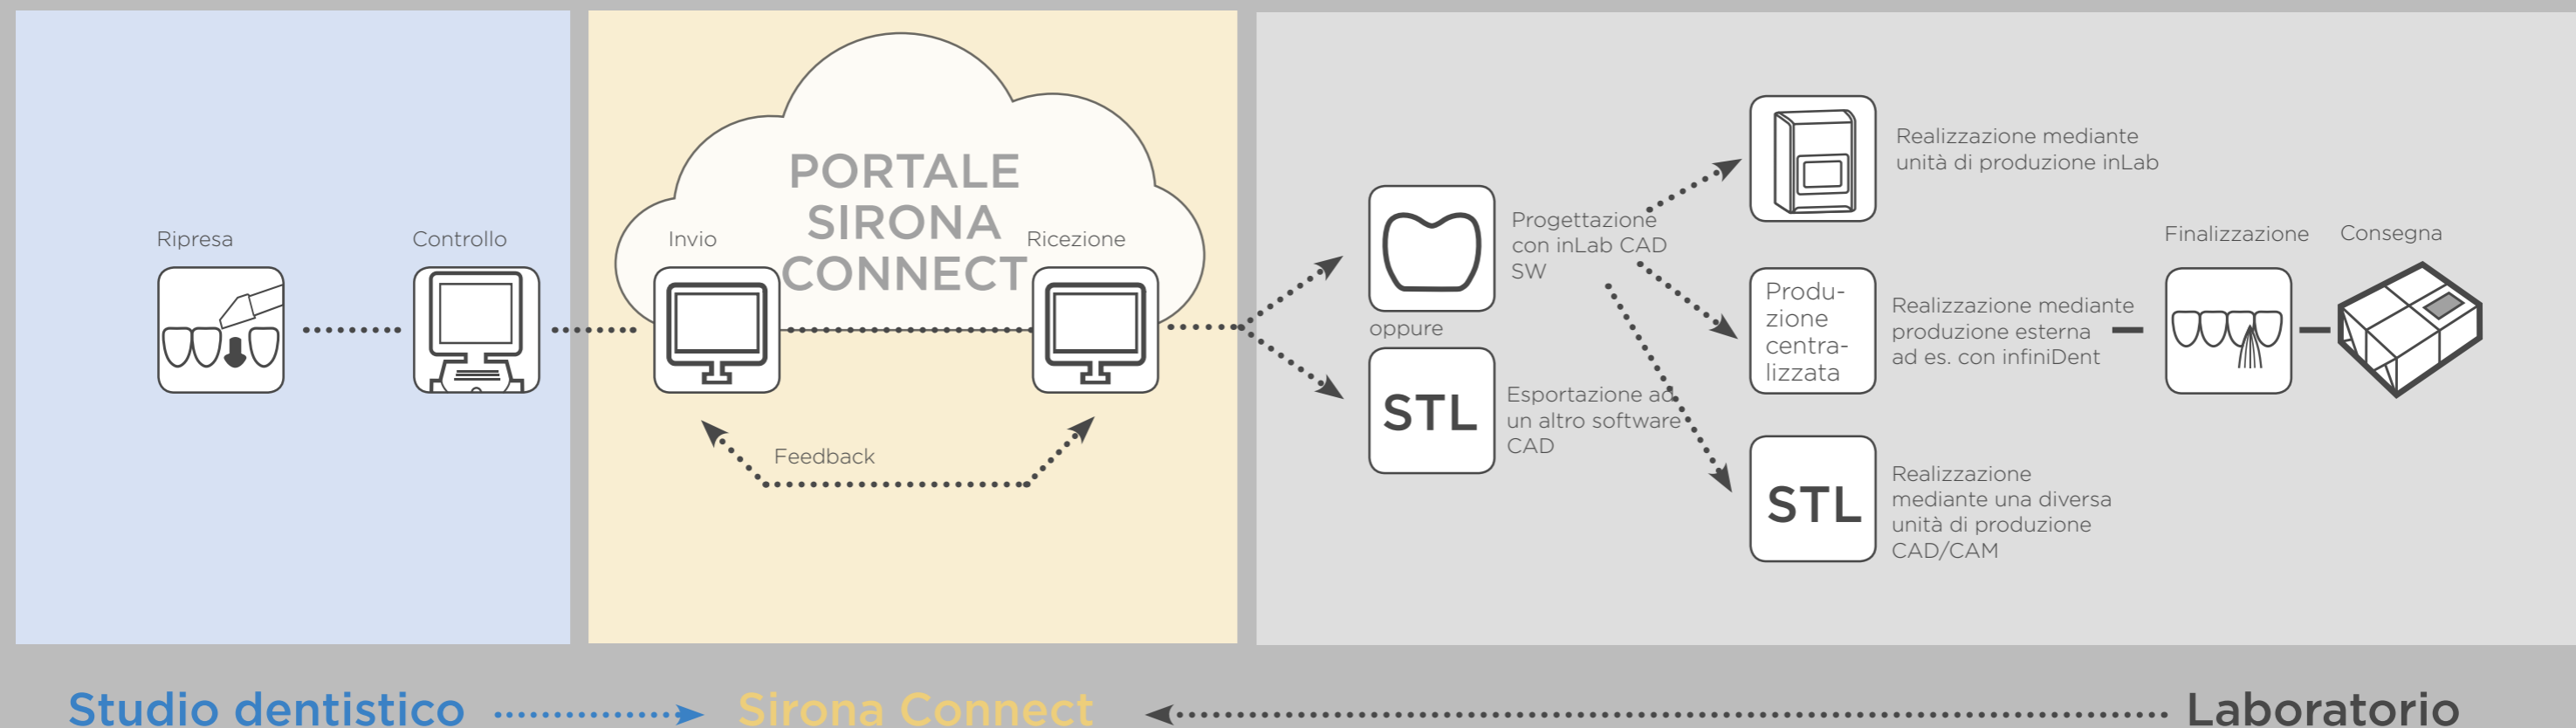 Ripresa
Controllo
PORTALE
SIRONA
CONNECT
Invio
Ricezione
Feedback
Progettazione
con inLab CAD
SW
oppure
STL
Esportazione ad
un altro software
CAD
Realizzazione mediante
unità di produzione inLab
Produ-
zione
centra-
lizzata
Realizzazione mediante
produzione esterna
ad es. con infiniDent
STL
Realizzazione
mediante una diversa
unità di produzione
CAD/CAM
Finalizzazione
Consegna
Studio dentistico
Sirona Connect
Laboratorio